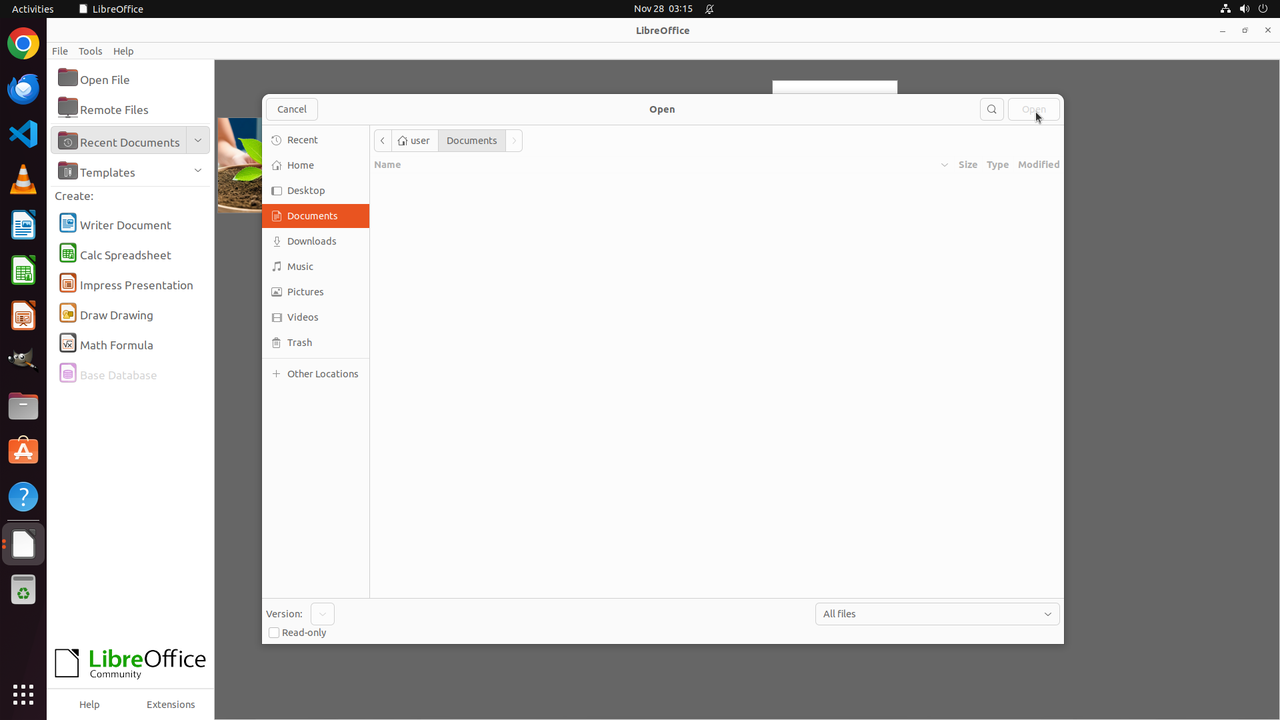 Activities
LibreOffice
Nov 28 03:15
LibreOffice
File
Tools
Help
Open File
Remote Files
Recent Documents
Templates
Create:
Writer Document
Calc Spreadsheet
Impress Presentation
Draw Drawing
Math Formula
Base Database
LibreOffice
Community
Help
Extensions
Cancel
Open
Open
Recent
Home
Desktop
Documents
Downloads
Music
Pictures
Videos
Trash
Other Locations
user
Documents
Name
Size
Type
Modified
Version:
All files
Read-only